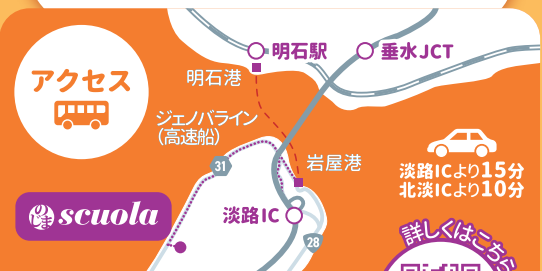 アクセス
明石駅
垂水JCT
明石港
ジェノバライン
(高速船)
31
岩屋港
淡路ICより15分
北淡ICより10分
のじま scuola
淡路IC
28
詳しくはこちら